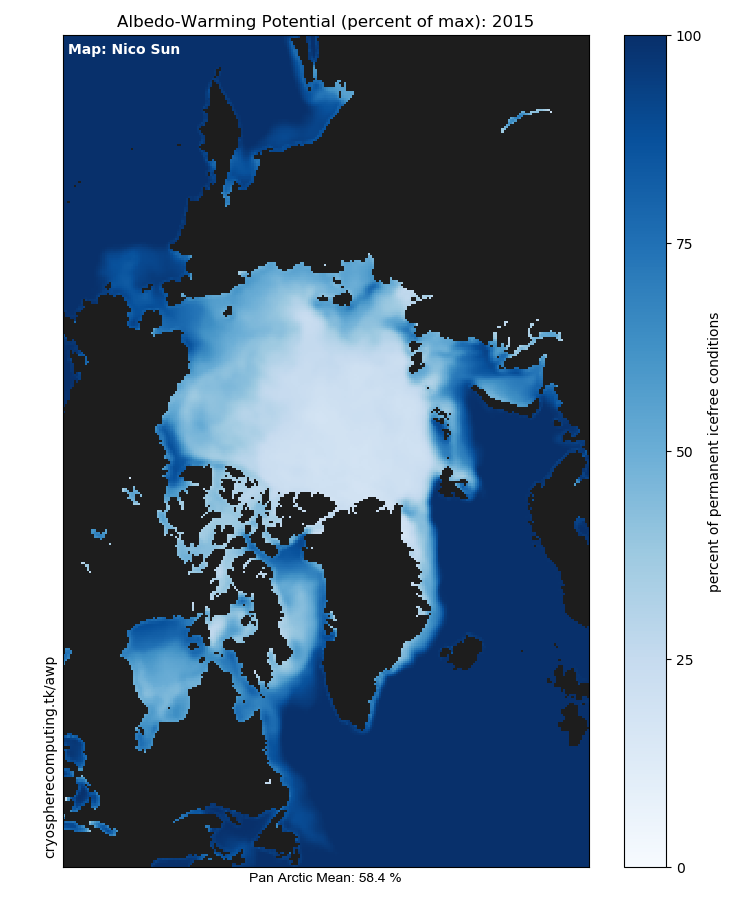 Albedo-Warming Potential (percent of max): 2015
Map: Nico Sun
100
75
50
25
0
percent of permanent icefree conditions
cryospherecomputing.tk/awp
Pan Arctic Mean: 58.4 %